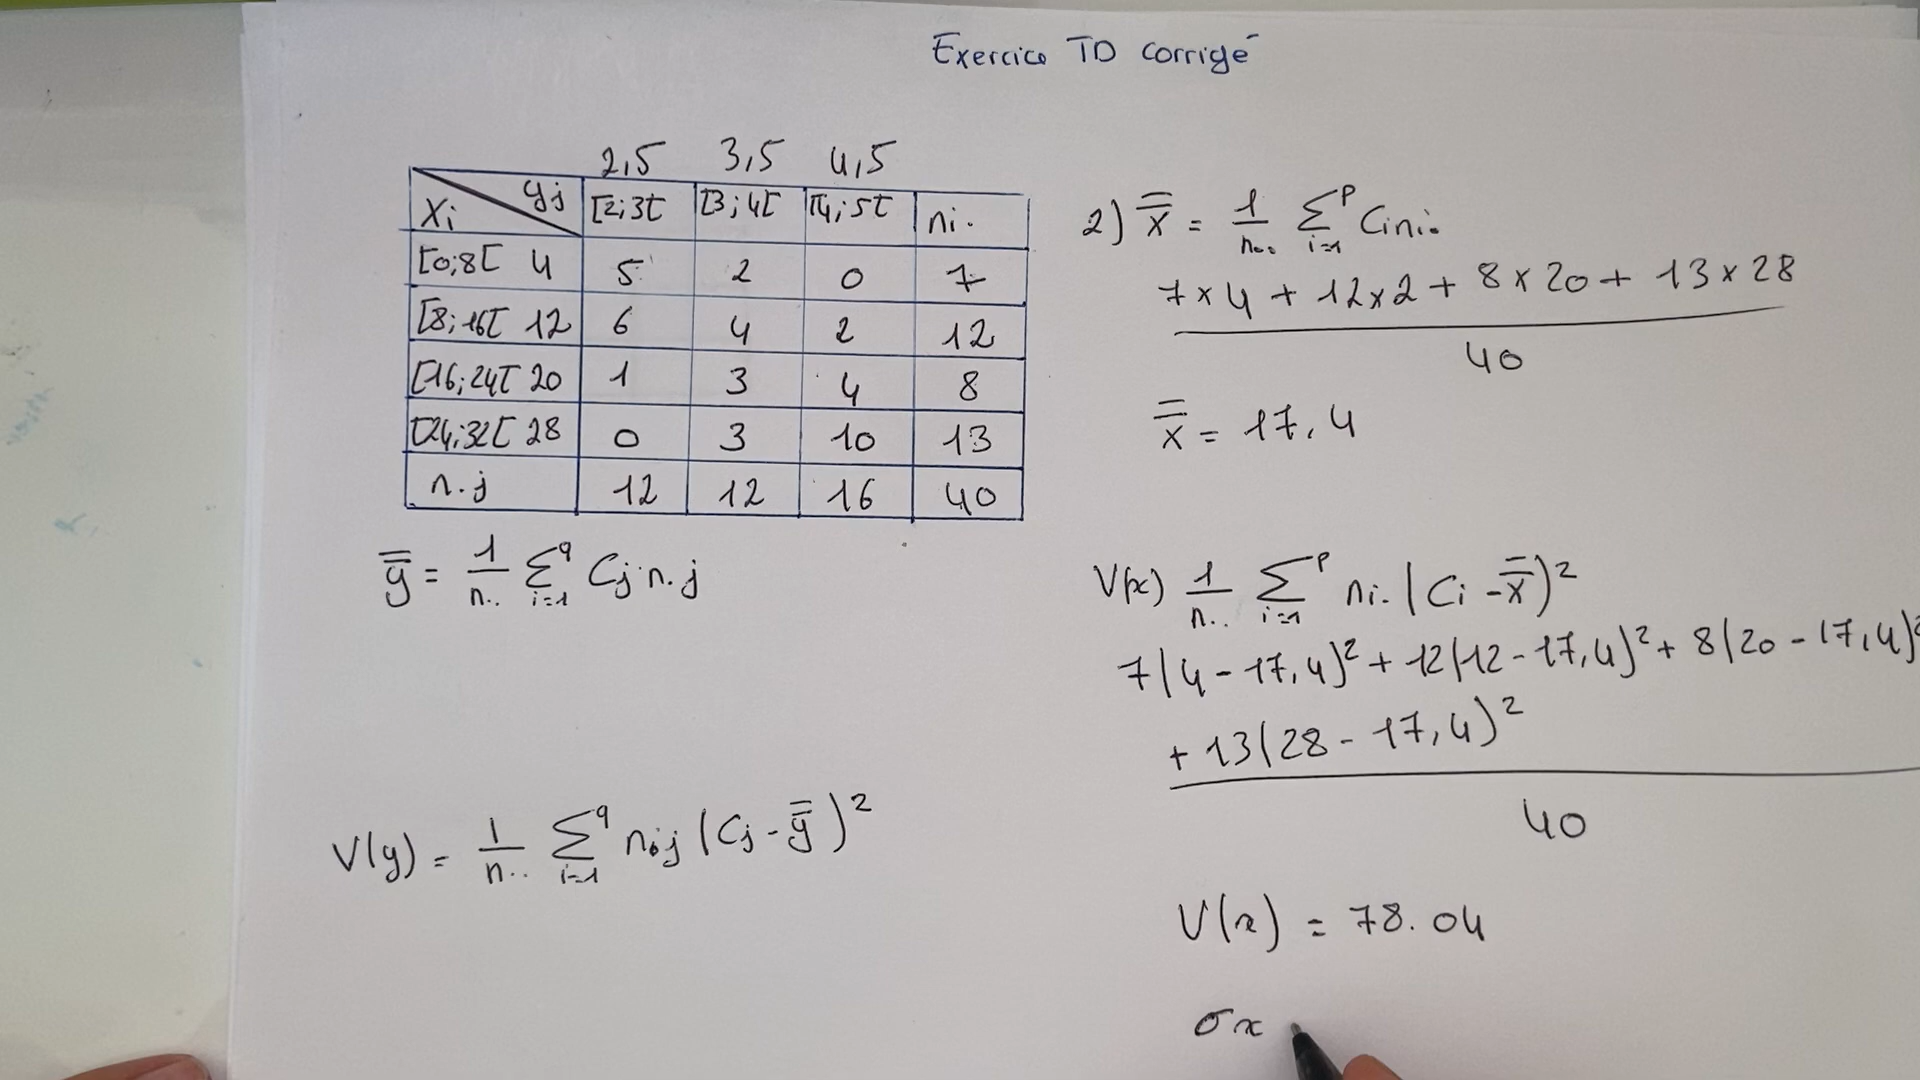 Exercice TD corrigé
2,5 3,5 4,5
Xi yj [2;3[ [3;4[ [4;5[ ni.
[0;8[ 4 5 2 0 7
[8;16[ 12 6 4 2 12
[16;24[ 20 1 3 4 8
[24;32[ 28 0 3 10 13
n.j 12 12 16 40
y̿ = 1/n.. Σ^q_{i=1} Cj n.j
V(y) = 1/n.. Σ^q_{i=1} n.j (Cj - y̿)²
2) x̿ = 1/n.. Σ^p_{i=1} Ci ni.
7 x 4 + 12 x 2 + 8 x 20 + 13 x 28
40
x̿ = 17,4
V(x) 1/n.. Σ^p_{i=1} ni. (Ci - x̿)²
7(4 - 17,4)² + 12(12 - 17,4)² + 8(20 - 17,4)²
+ 13(28 - 17,4)²
40
V(x) = 78.04
σx